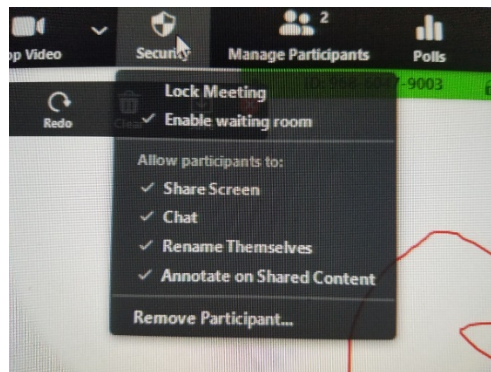 2
op Video Security Manage Participants Polls
-9003
Redo Clear
Lock Meeting
Enable waiting room
Allow participants to:
Share Screen
Chat
Rename Themselves
Annotate on Shared Content
Remove Participant...